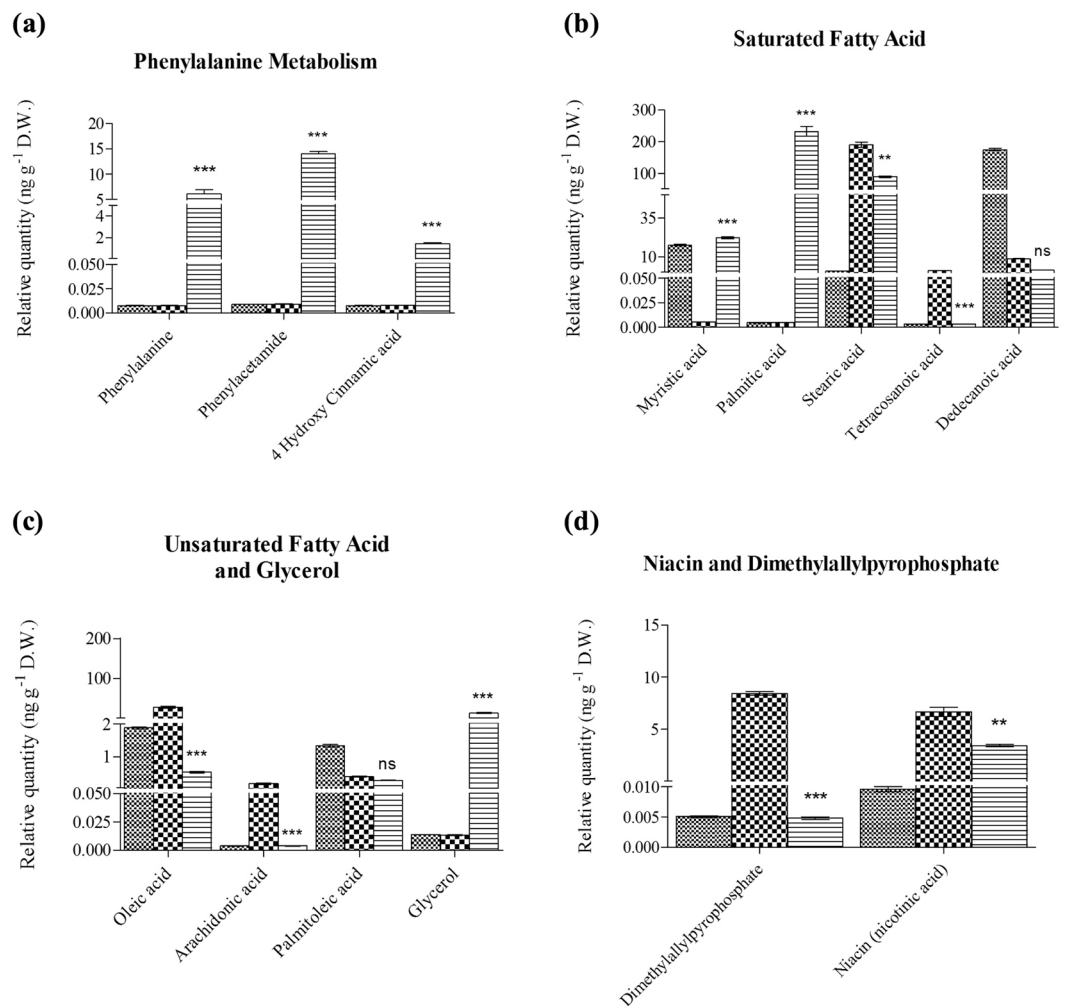 (a)
Phenylalanine Metabolism
Relative quantity (ng g-1 D.W.)
20
15
10
5
4
2
0.050
0.025
0.000
***
***
***
Phenylalanine
Phenylacetamide
4 Hydroxy Cinnamic acid
(b)
Saturated Fatty Acid
Relative quantity (ng g-1 D.W.)
300
200
100
35
10
0.050
0.025
0.000
***
***
**
***
ns
Myristic acid
Palmitic acid
Stearic acid
Tetracosanoic acid
Dedecanoic acid
(c)
Unsaturated Fatty Acid
and Glycerol
Relative quantity (ng g-1 D.W.)
200
100
2
1
0.050
0.025
0.000
***
***
ns
***
Oleic acid
Arachidonic acid
Palmitoleic acid
Glycerol
(d)
Niacin and Dimethylallylpyrophosphate
Relative quantity (ng g-1 D.W.)
15
10
5
0.010
0.005
0.000
***
**
Dimethylallylpyrophosphate
Niacin (nicotinic acid)